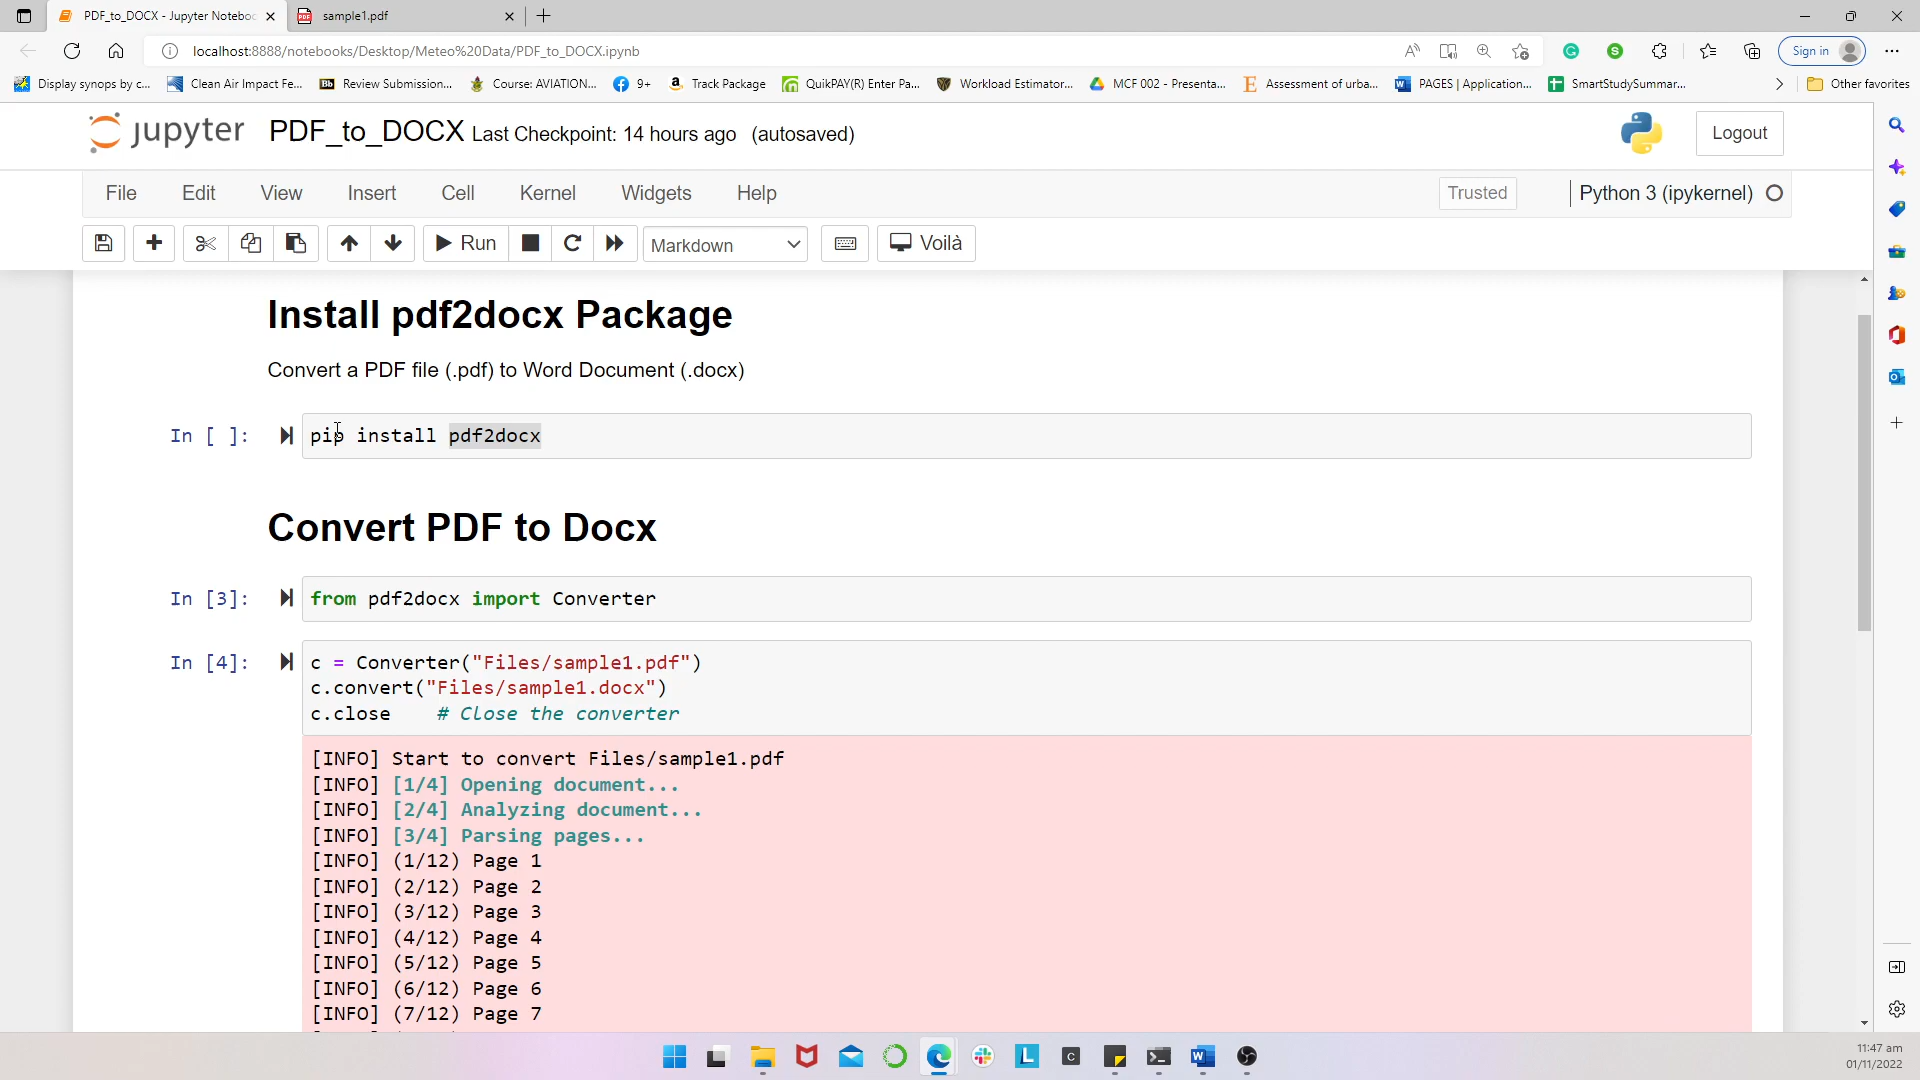 PDF_to_DOCX - Jupyter Noteboo
sample1.pdf
localhost:8888/notebooks/Desktop/Meteo%20Data/PDF_to_DOCX.ipynb
Sign in
Display synops by c...
Clean Air Impact Fe...
Bb Review Submission...
Course: AVIATION...
9+
Track Package
QuikPAY(R) Enter Pa...
Workload Estimator...
MCF 002 - Presenta...
Assessment of urba...
PAGES | Application...
SmartStudySummar...
Other favorites
jupyter PDF_to_DOCX Last Checkpoint: 14 hours ago (autosaved)
Logout
File Edit View Insert Cell Kernel Widgets Help
Trusted
Python 3 (ipykernel)
Run
Markdown
Voilà
Install pdf2docx Package
Convert a PDF file (.pdf) to Word Document (.docx)
In [ ]: pip install pdf2docx
Convert PDF to Docx
In [3]: from pdf2docx import Converter
In [4]: c = Converter("Files/sample1.pdf")
c.convert("Files/sample1.docx")
c.close # Close the converter
[INFO] Start to convert Files/sample1.pdf
[INFO] [1/4] Opening document...
[INFO] [2/4] Analyzing document...
[INFO] [3/4] Parsing pages...
[INFO] (1/12) Page 1
[INFO] (2/12) Page 2
[INFO] (3/12) Page 3
[INFO] (4/12) Page 4
[INFO] (5/12) Page 5
[INFO] (6/12) Page 6
[INFO] (7/12) Page 7
11:47 am
01/11/2022